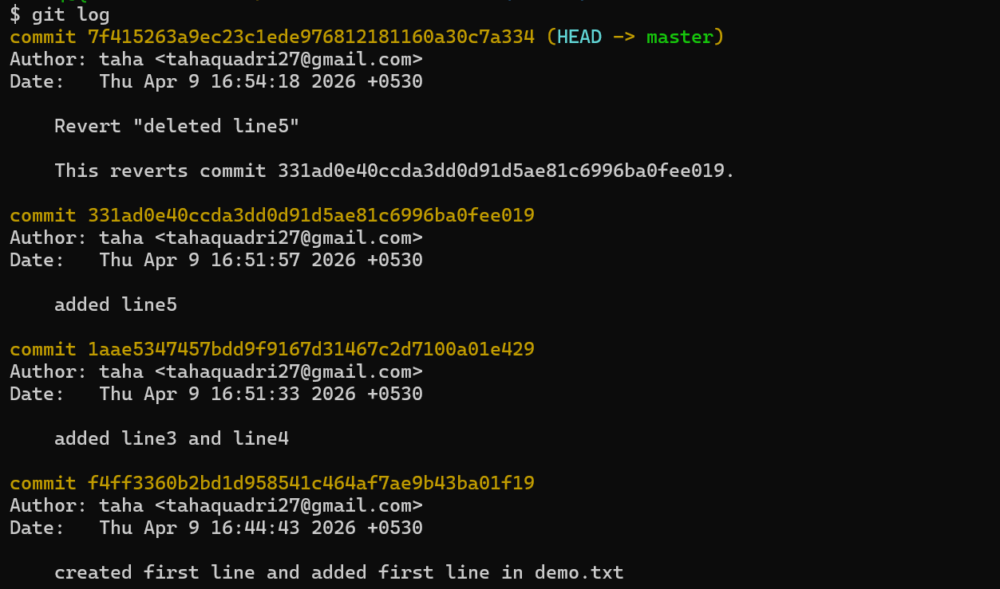 $ git log
commit 7f415263a9ec23c1ede976812181160a30c7a334 (HEAD -> master)
Author: taha <tahaquadri27@gmail.com>
Date:   Thu Apr 9 16:54:18 2026 +0530
Revert "deleted line5"
This reverts commit 331ad0e40ccda3dd0d91d5ae81c6996ba0fee019.
commit 331ad0e40ccda3dd0d91d5ae81c6996ba0fee019
Author: taha <tahaquadri27@gmail.com>
Date:   Thu Apr 9 16:51:57 2026 +0530
added line5
commit 1aae5347457bdd9f9167d31467c2d7100a01e429
Author: taha <tahaquadri27@gmail.com>
Date:   Thu Apr 9 16:51:33 2026 +0530
added line3 and line4
commit f4ff3360b2bd1d958541c464af7ae9b43ba01f19
Author: taha <tahaquadri27@gmail.com>
Date:   Thu Apr 9 16:44:43 2026 +0530
created first line and added first line in demo.txt